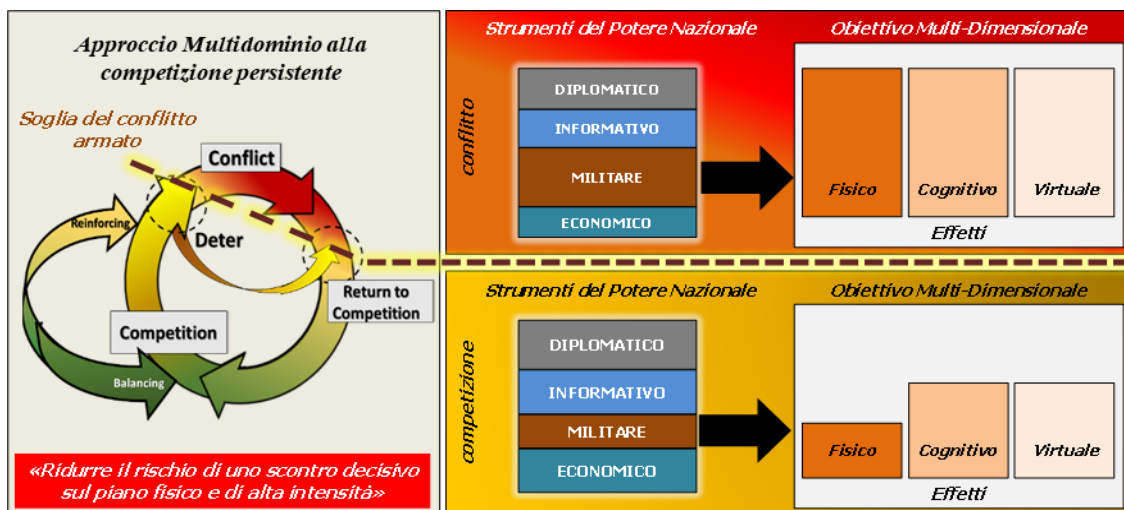 Approccio Multidominio alla
competizione persistente
Soglia del conflitto
armato
Conflict
Reinforcing
Deter
Return to
Competition
Competition
Balancing
«Ridurre il rischio di uno scontro decisivo
sul piano fisico e di alta intensità»
Strumenti del Potere Nazionale
Obiettivo Multi-Dimensionale
conflitto
DIPLOMATICO
INFORMATIVO
MILITARE
ECONOMICO
Fisico
Cognitivo
Virtuale
Effetti
Strumenti del Potere Nazionale
Obiettivo Multi-Dimensionale
competizione
DIPLOMATICO
INFORMATIVO
MILITARE
ECONOMICO
Fisico
Cognitivo
Virtuale
Effetti